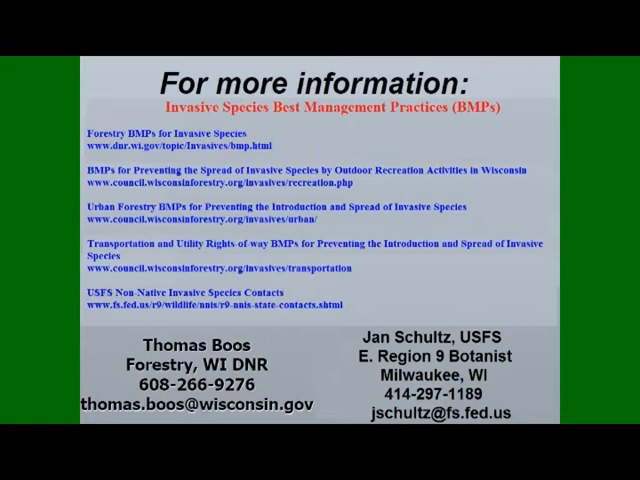 For more information:
Invasive Species Best Management Practices (BMPs)
Forestry BMPs for Invasive Species
www.dnr.wi.gov/topic/Invasives/bmp.html
BMPs for Preventing the Spread of Invasive Species by Outdoor Recreation Activities in Wisconsin
www.council.wisconsinforestry.org/invasives/recreation.php
Urban Forestry BMPs for Preventing the Introduction and Spread of Invasive Species
www.council.wisconsinforestry.org/invasives/urban/
Transportation and Utility Rights-of-way BMPs for Preventing the Introduction and Spread of Invasive
Species
www.council.wisconsinforestry.org/invasives/transportation
USFS Non-Native Invasive Species Contacts
www.fs.fed.us/r9/wildlife/nnis/r9-nnis-state-contacts.shtml
Thomas Boos
Forestry, WI DNR
608-266-9276
thomas.boos@wisconsin.gov
Jan Schultz, USFS
E. Region 9 Botanist
Milwaukee, WI
414-297-1189
jschultz@fs.fed.us